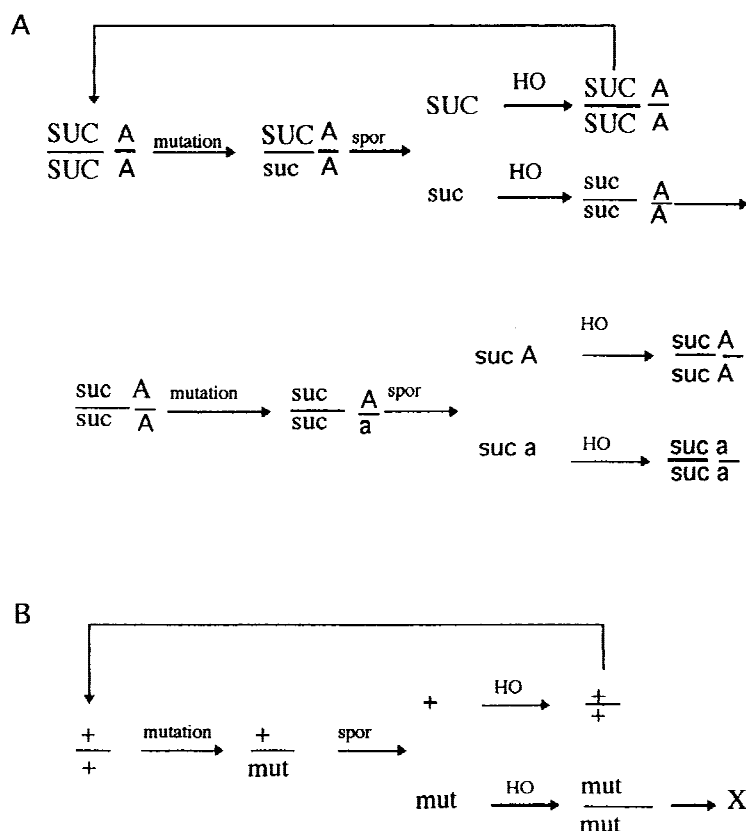 A
SUC A mutation SUC A spor SUC HO SUC A
SUC A suc A SUC A
suc HO suc A
suc A
suc A mutation suc A spor suc A HO suc A
suc A suc a suc A
suc a HO suc a
suc a
B
+ mutation + spor + HO +
+ mut +
mut HO mut X
mut